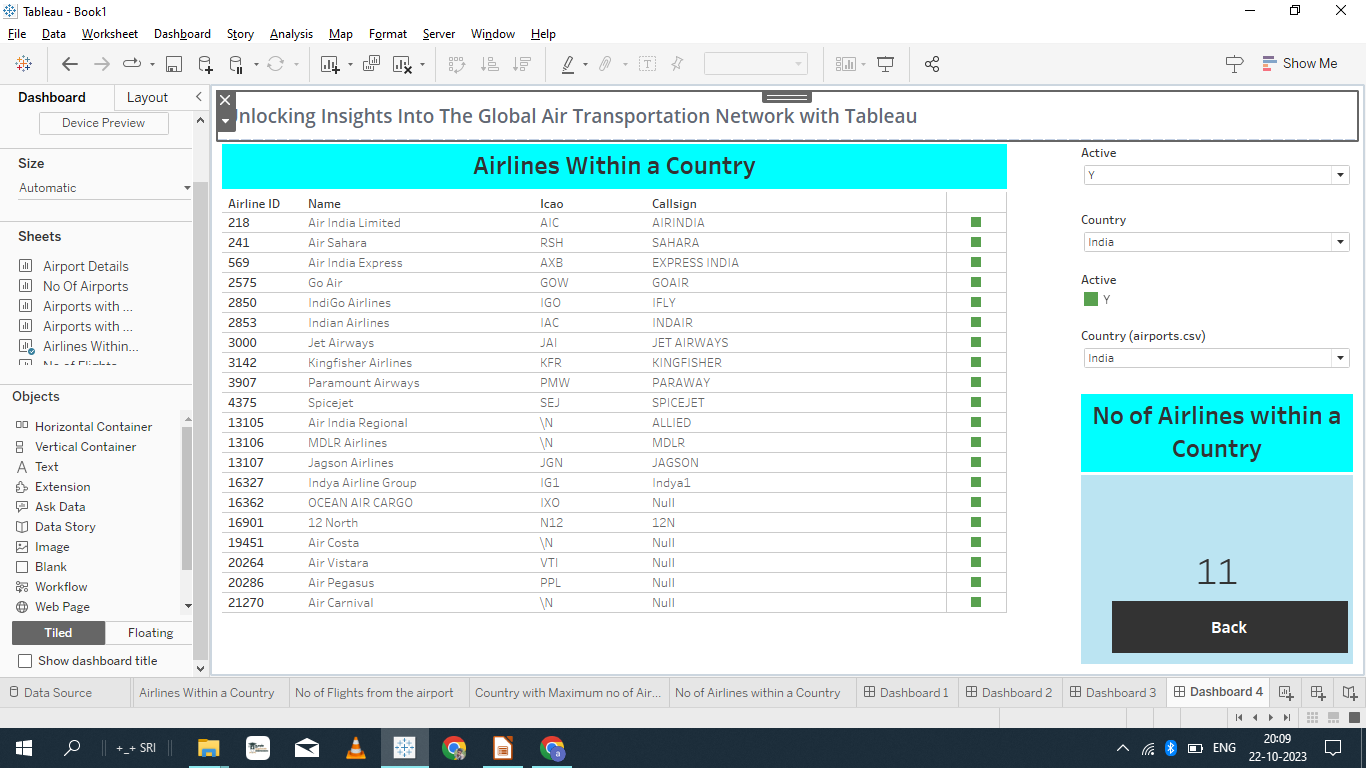 Tableau - Book1
File Data Worksheet Dashboard Story Analysis Map Format Server Window Help
Show Me
Dashboard Layout
Device Preview
Size
Automatic
Sheets
Airport Details
No Of Airports
Airports with ...
Airports with ...
Airlines Within...
No of Flights
Objects
Horizontal Container
Vertical Container
Text
Extension
Ask Data
Data Story
Image
Blank
Workflow
Web Page
Tiled Floating
Show dashboard title
nlocking Insights Into The Global Air Transportation Network with Tableau
Airlines Within a Country
Airline ID Name Icao Callsign
218 Air India Limited AIC AIRINDIA
241 Air Sahara RSH SAHARA
569 Air India Express AXB EXPRESS INDIA
2575 Go Air GOW GOAIR
2850 IndiGo Airlines IGO IFLY
2853 Indian Airlines IAC INDAIR
3000 Jet Airways JAI JET AIRWAYS
3142 Kingfisher Airlines KFR KINGFISHER
3907 Paramount Airways PMW PARAWAY
4375 Spicejet SEJ SPICEJET
13105 Air India Regional \N ALLIED
13106 MDLR Airlines \N MDLR
13107 Jagson Airlines JGN JAGSON
16327 Indya Airline Group IG1 Indya1
16362 OCEAN AIR CARGO IXO Null
16901 12 North N12 12N
19451 Air Costa \N Null
20264 Air Vistara VTI Null
20286 Air Pegasus PPL Null
21270 Air Carnival \N Null
Active
Y
Country
India
Active
Y
Country (airports.csv)
India
No of Airlines within a
Country
11
Back
Data Source Airlines Within a Country No of Flights from the airport Country with Maximum no of Air... No of Airlines within a Country Dashboard 1 Dashboard 2 Dashboard 3 Dashboard 4
+_+ SRI
ENG
20:09
22-10-2023